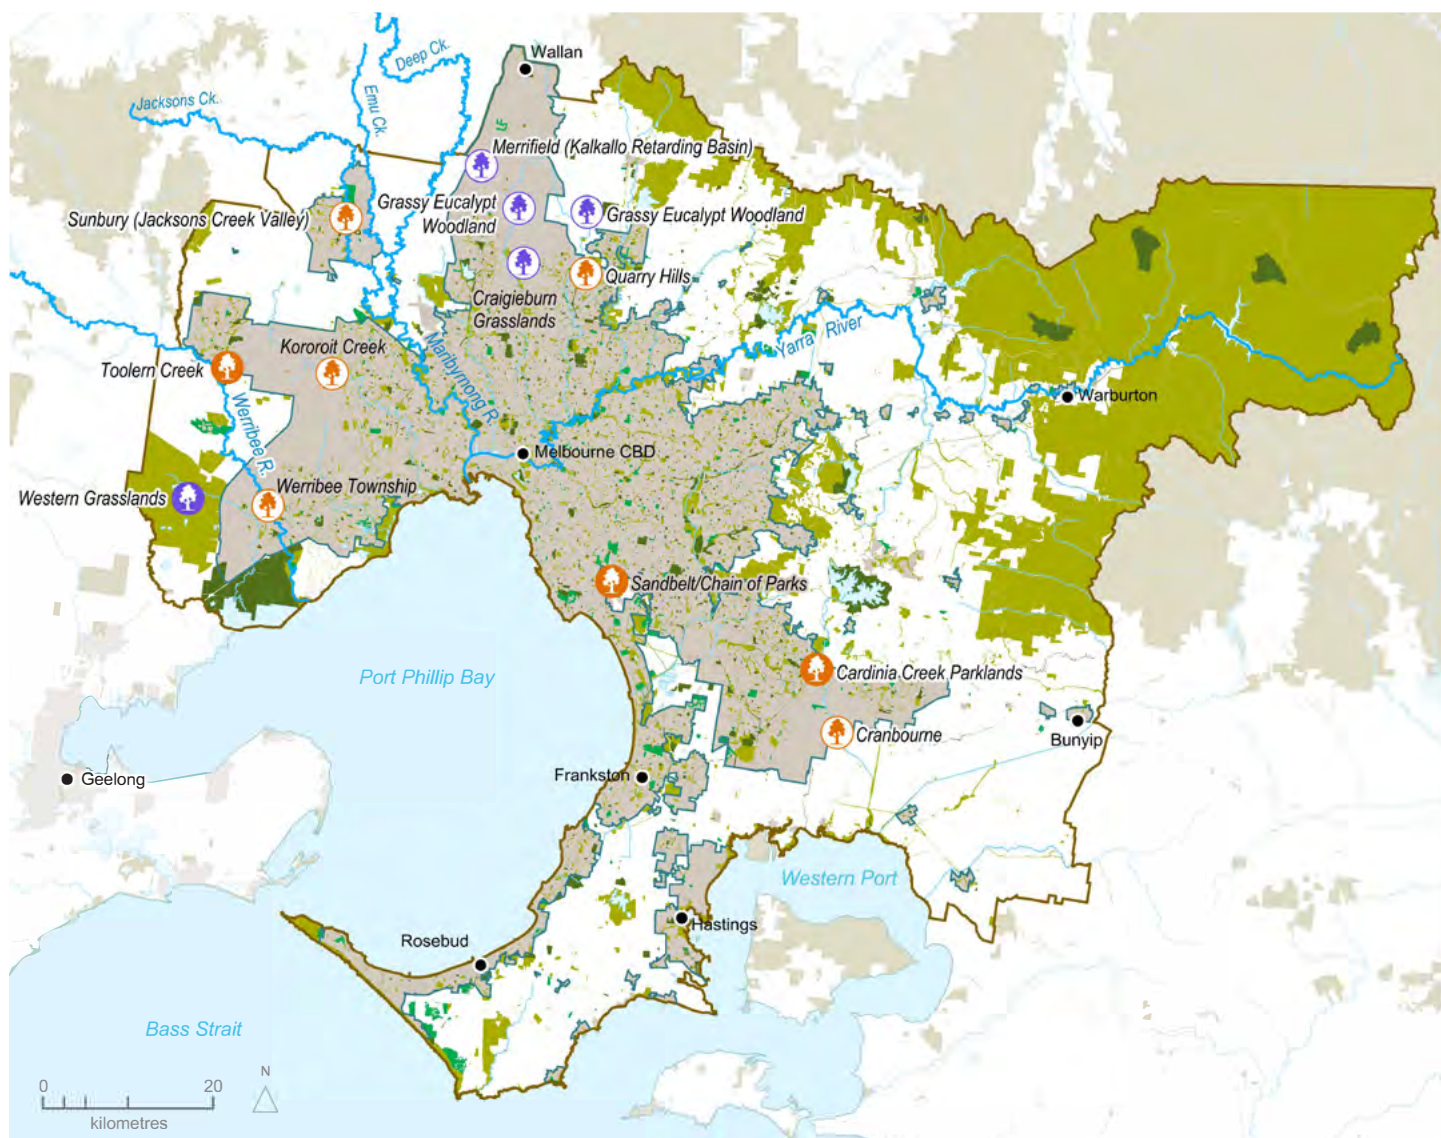 Deep Ck.
Wallan
Jacksons Ck.
Emu Ck.
Merrifield (Kalkallo Retarding Basin)
Grassy Eucalypt
Woodland
Grassy Eucalypt Woodland
Sunbury (Jacksons Creek Valley)
Quarry Hills
Craigieburn
Grasslands
Yarra River
Kororoit Creek
Maribyrnong R.
Toolern Creek
Warburton
Werribee R.
Melbourne CBD
Werribee Township
Western Grasslands
Sandbelt/Chain of Parks
Port Phillip Bay
Cardinia Creek Parklands
Cranbourne
Bunyip
Geelong
Frankston
Western Port
Hastings
Rosebud
Bass Strait
N
0 20
kilometres